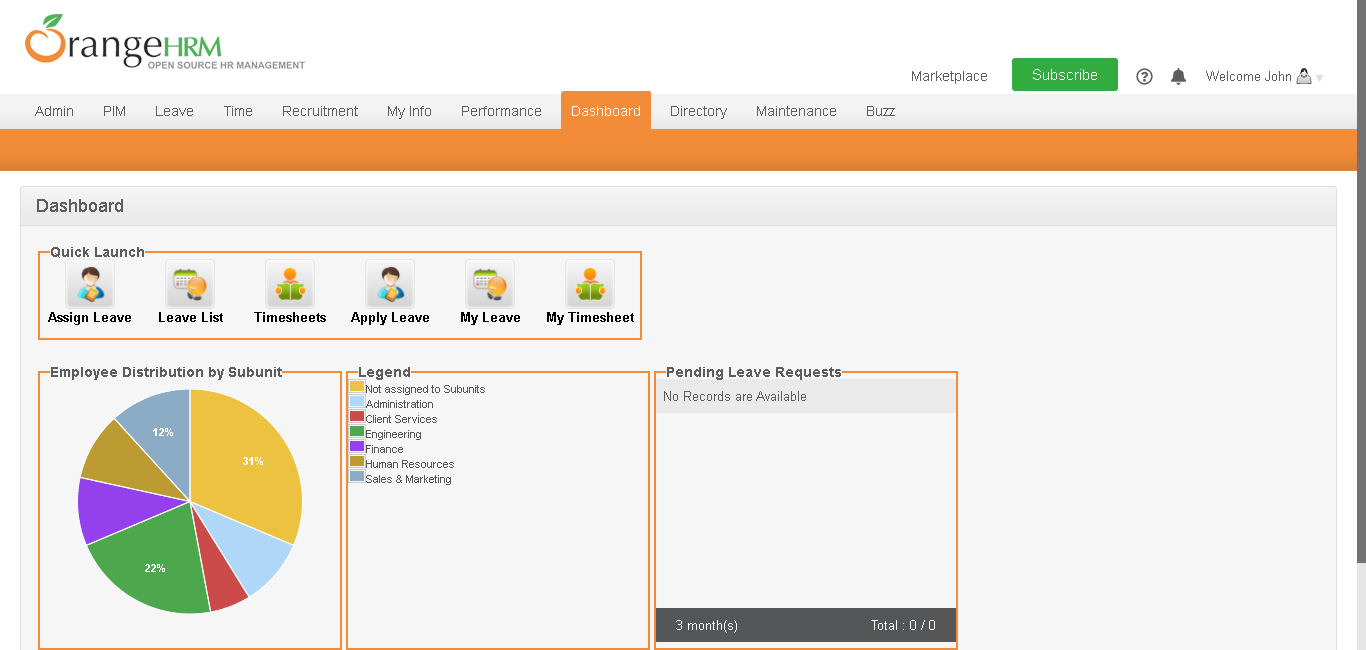 OrangeHRM
OPEN SOURCE HR MANAGEMENT
Marketplace
Subscribe
Welcome John
Admin
PIM
Leave
Time
Recruitment
My Info
Performance
Dashboard
Directory
Maintenance
Buzz
Dashboard
Quick Launch
Assign Leave
Leave List
Timesheets
Apply Leave
My Leave
My Timesheet
Employee Distribution by Subunit
31%
22%
12%
Legend
Not assigned to Subunits
Administration
Client Services
Engineering
Finance
Human Resources
Sales & Marketing
Pending Leave Requests
No Records are Available
3 month(s)
Total : 0 / 0